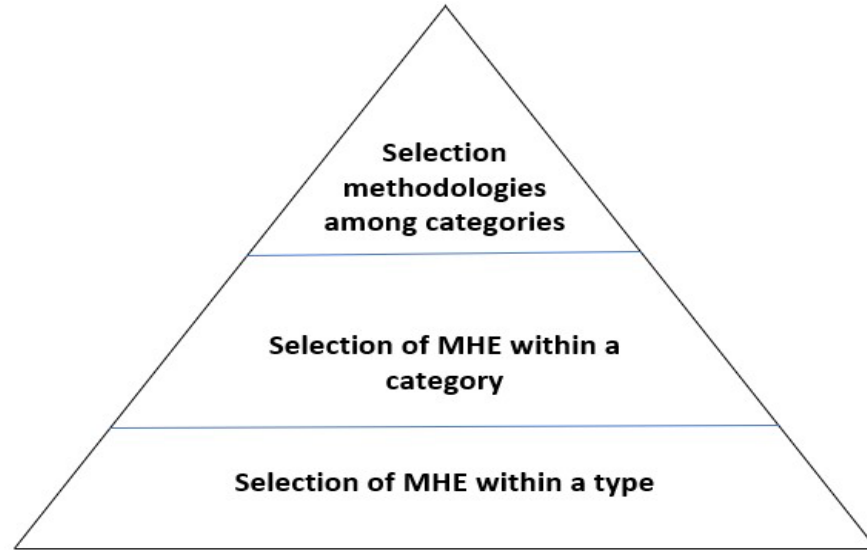 Selection
methodologies
among categories
Selection of MHE within a
category
Selection of MHE within a type